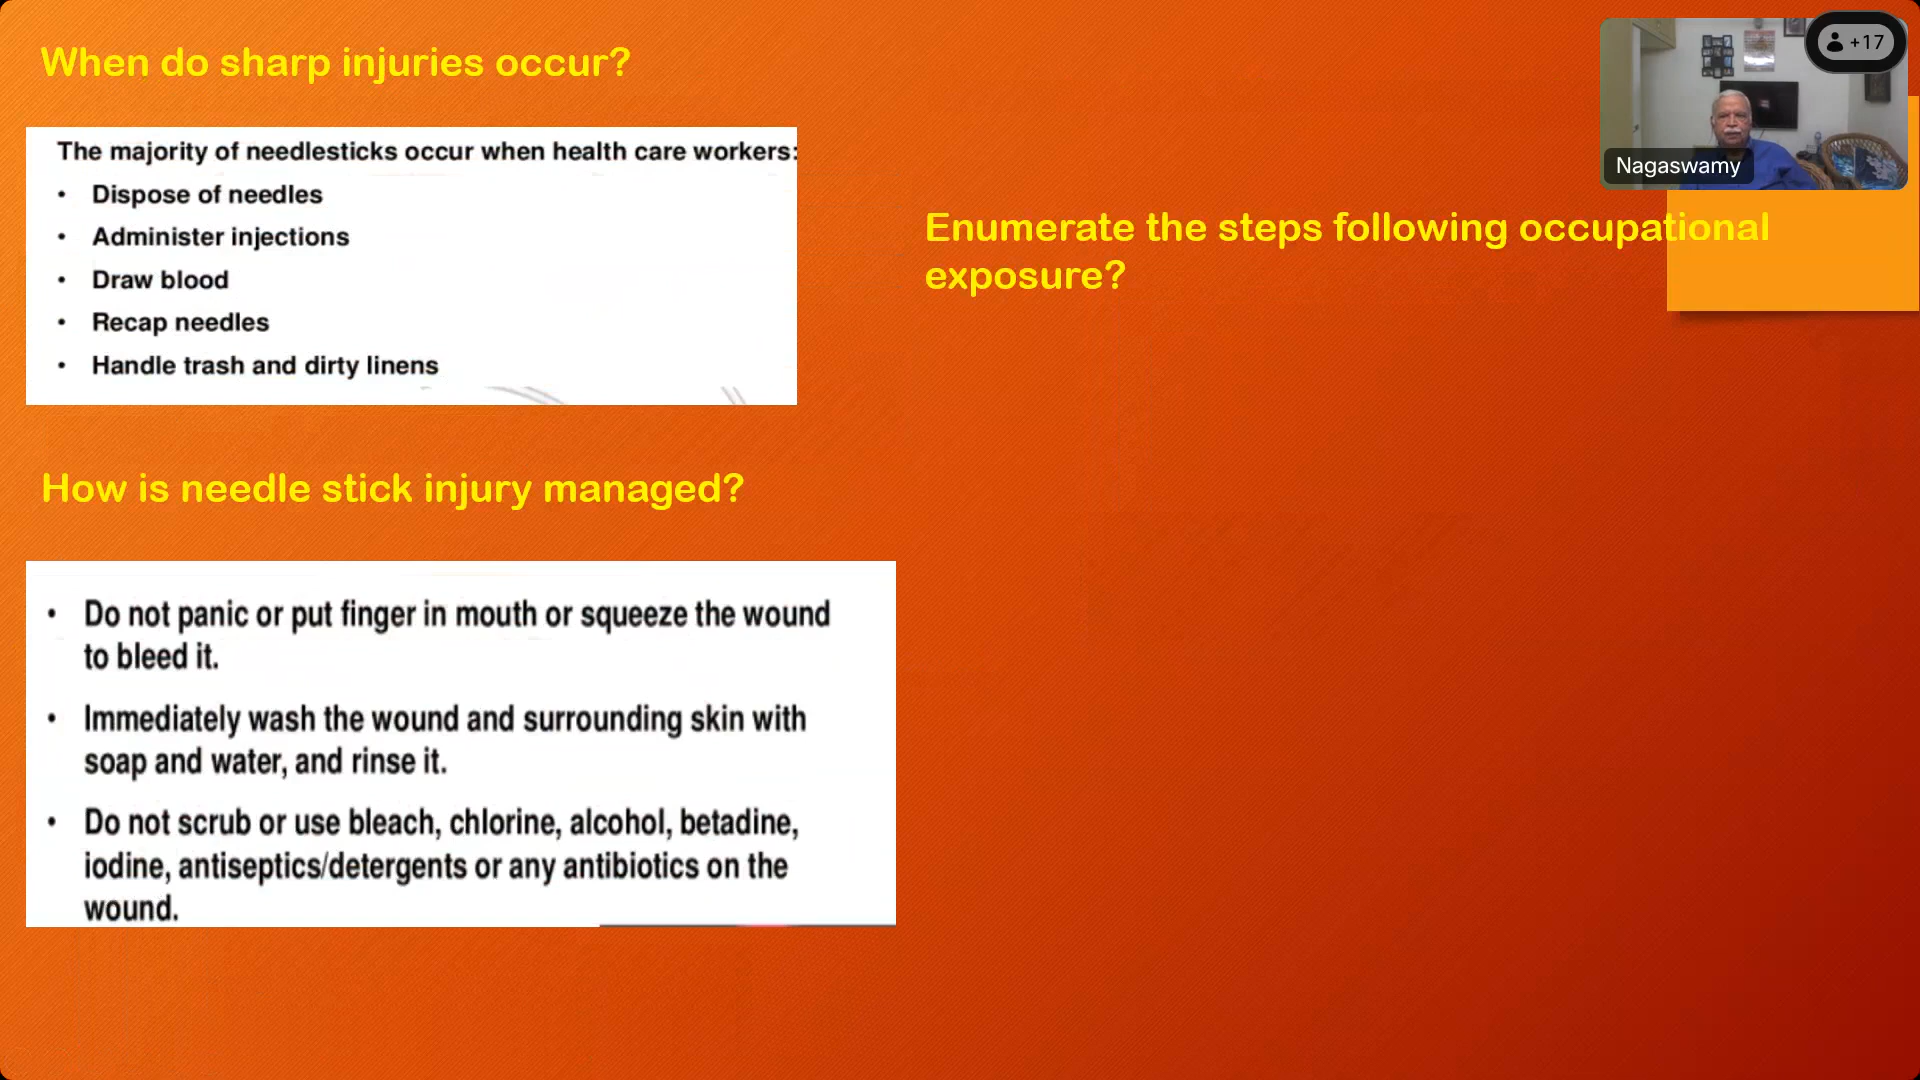 When do sharp injuries occur?
The majority of needlesticks occur when health care workers:
• Dispose of needles
• Administer injections
• Draw blood
• Recap needles
• Handle trash and dirty linens
How is needle stick injury managed?
• Do not panic or put finger in mouth or squeeze the wound
to bleed it.
• Immediately wash the wound and surrounding skin with
soap and water, and rinse it.
• Do not scrub or use bleach, chlorine, alcohol, betadine,
iodine, antiseptics/detergents or any antibiotics on the
wound.
Enumerate the steps following occupational
exposure?
+17
Nagaswamy